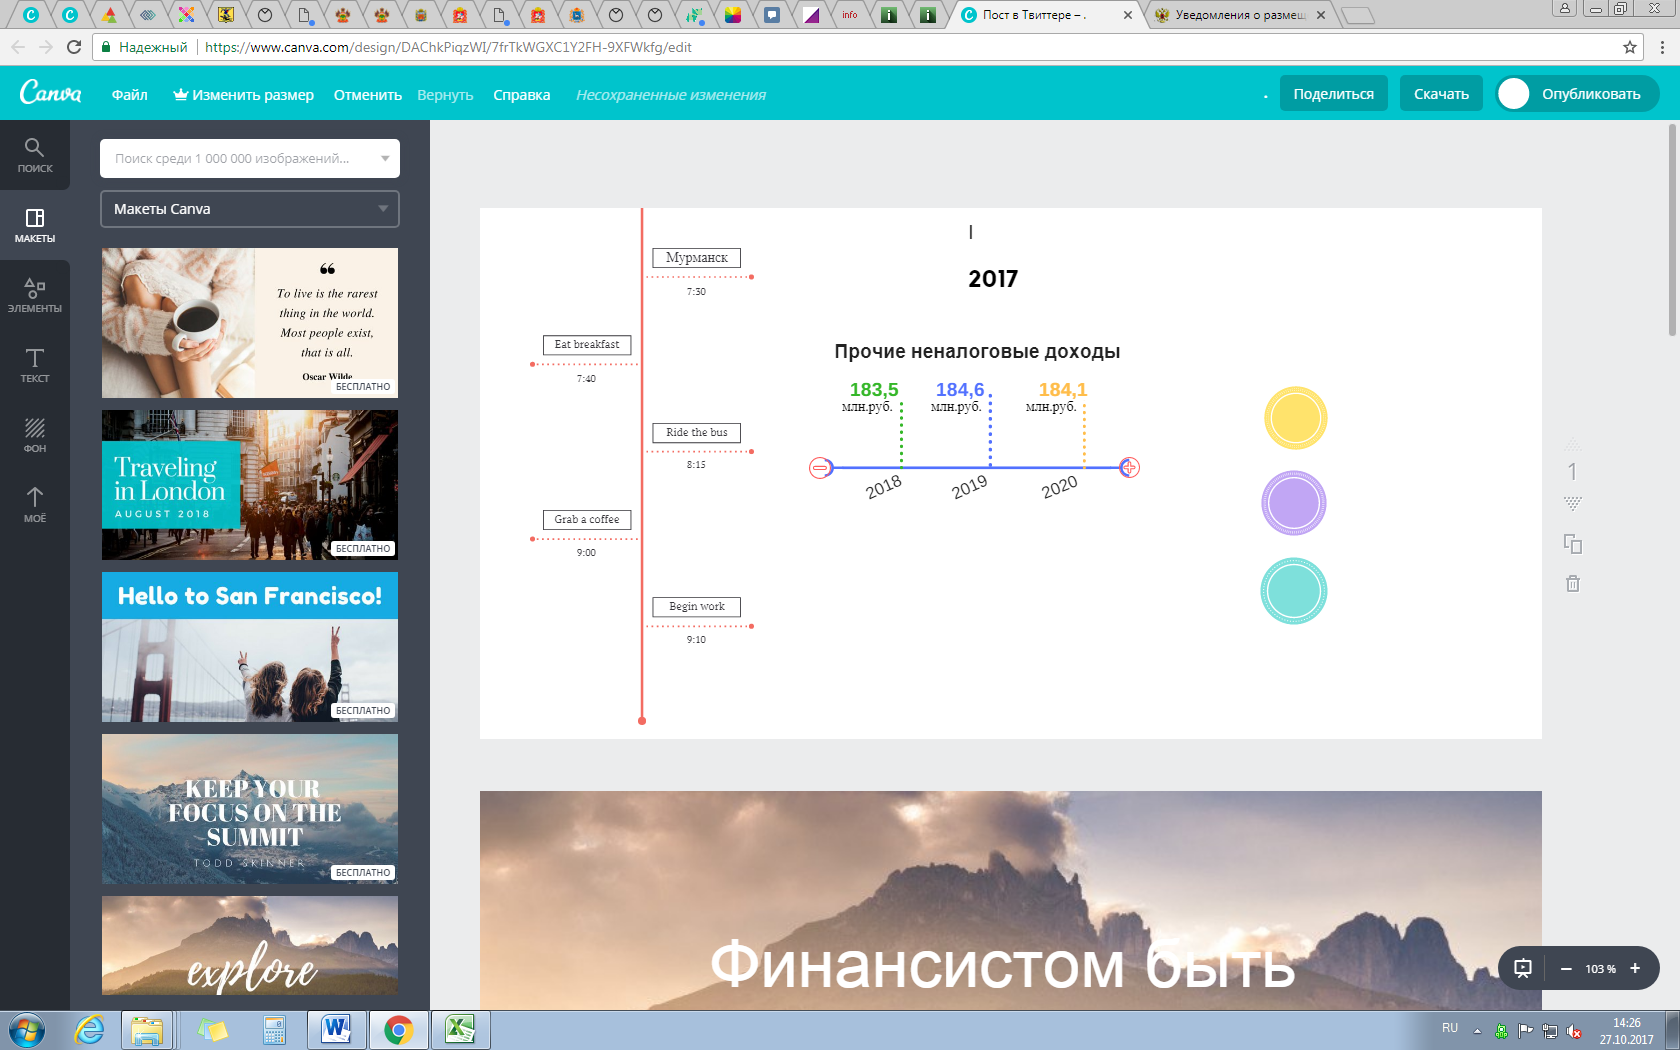 info
Пост в Твиттере – .
Уведомления о размещ
Надежный
https://www.canva.com/design/DAChkPiqzWI/7frTkWGXC1Y2FH-9XFWkfg/edit
Canva
Файл
Изменить размер
Отменить
Вернуть
Справка
Несохраненные изменения
Поделиться
Скачать
Опубликовать
ПОИСК
МАКЕТЫ
ЭЛЕМЕНТЫ
ТЕКСТ
ФОН
МОЁ
Поиск среди 1 000 000 изображений...
Макеты Canva
To live is the rarest
thing in the world.
Most people exist,
that is all.
Oscar Wilde
БЕСПЛАТНО
Traveling
in London
AUGUST 2018
БЕСПЛАТНО
Hello to San Francisco!
БЕСПЛАТНО
KEEP YOUR
FOCUS ON THE
SUMMIT
TODD SKINNER
БЕСПЛАТНО
explore
Мурманск
7:30
Eat breakfast
7:40
Ride the bus
8:15
Grab a coffee
9:00
Begin work
9:10
2017
Прочие неналоговые доходы
183,5
млн.руб.
184,6
млн.руб.
184,1
млн.руб.
2018
2019
2020
1
Финансистом быть
103 %
RU
14:26
27.10.2017